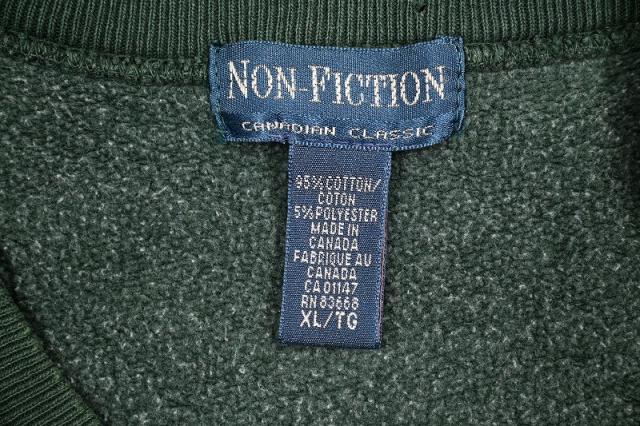 NON-FICTION
CANADIAN CLASSIC
95% COTTON/
COTON
5% POLYESTER
MADE IN
CANADA
FABRIQUE AU
CANADA
CA 01147
RN 83668
XL/TG